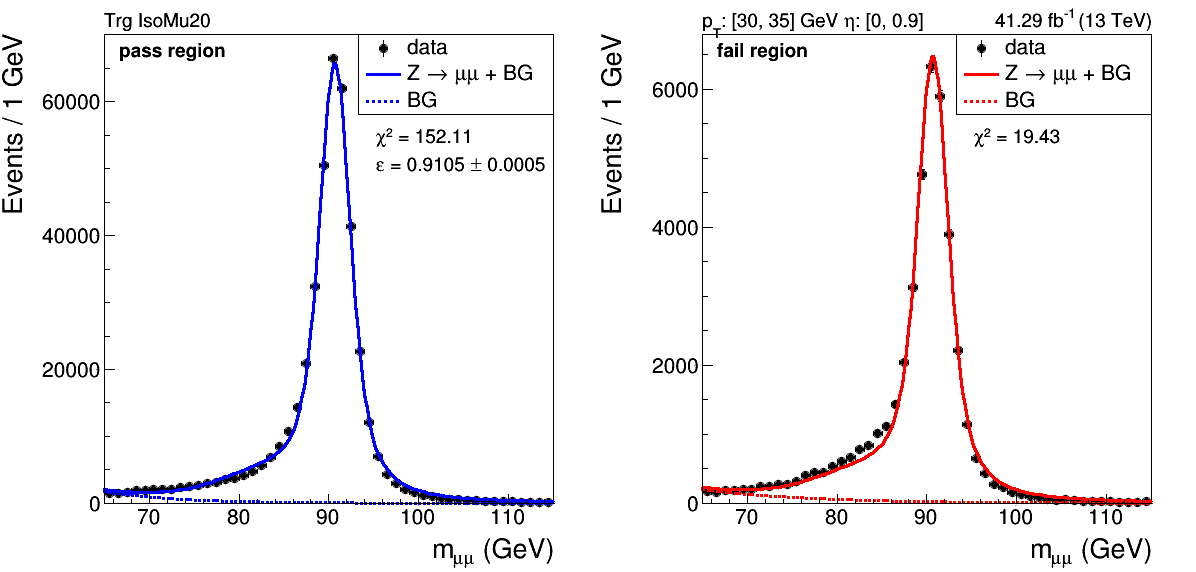 Trg IsoMu20
pass region
data
Z → μμ + BG
BG
χ² = 152.11
ε = 0.9105 ± 0.0005
Events / 1 GeV
60000
40000
20000
0
70 80 90 100 110
m_μμ (GeV)
p_T: [30, 35] GeV η: [0, 0.9] 41.29 fb⁻¹ (13 TeV)
fail region
data
Z → μμ + BG
BG
χ² = 19.43
Events / 1 GeV
6000
4000
2000
0
70 80 90 100 110
m_μμ (GeV)